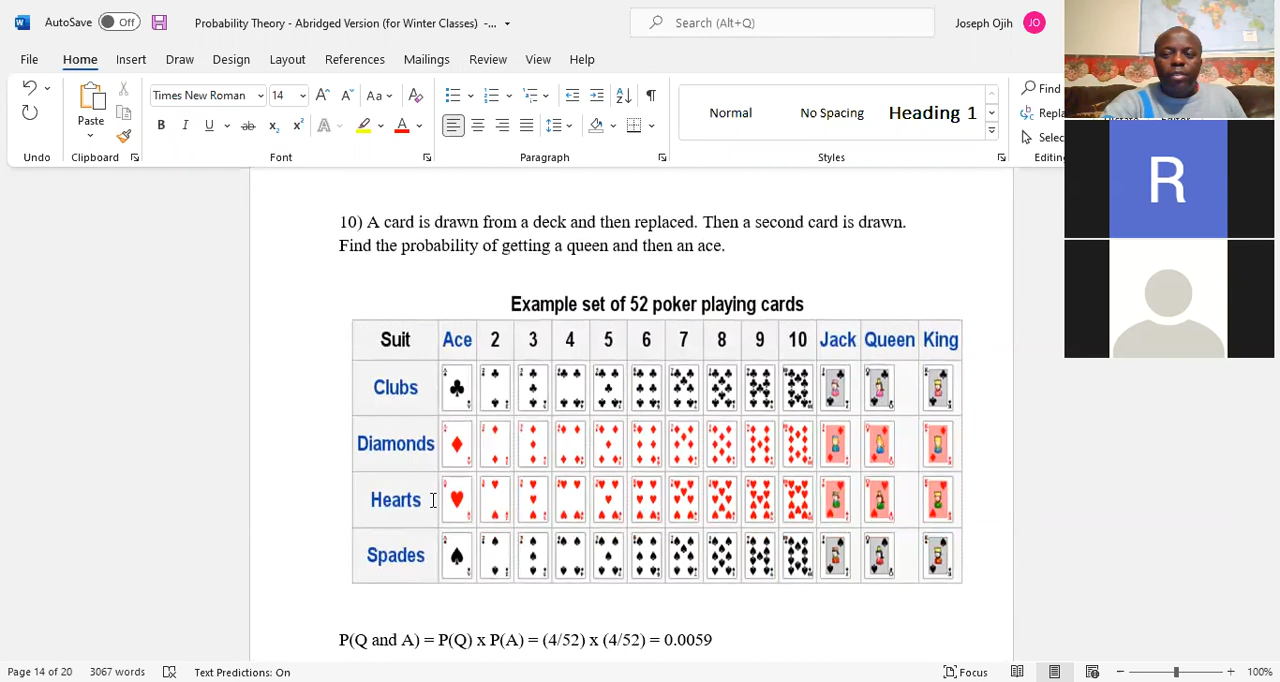 AutoSave Off Probability Theory - Abridged Version (for Winter Classes) -... Search (Alt+Q) Joseph Ojih JO
File Home Insert Draw Design Layout References Mailings Review View Help
Times New Roman 14 Aa Normal No Spacing Heading 1 Find
Paste Repla
Selec
Undo Clipboard Font Paragraph Styles Editing
R
10) A card is drawn from a deck and then replaced. Then a second card is drawn.
Find the probability of getting a queen and then an ace.
Example set of 52 poker playing cards
Suit Ace 2 3 4 5 6 7 8 9 10 Jack Queen King
Clubs
Diamonds
Hearts
Spades
P(Q and A) = P(Q) x P(A) = (4/52) x (4/52) = 0.0059
Page 14 of 20 3067 words Text Predictions: On Focus 100%